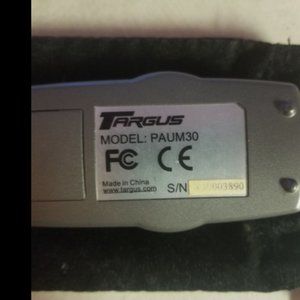 TARGUS
MODEL: PAUM30
FC CE
Made in China
www.targus.com S/N